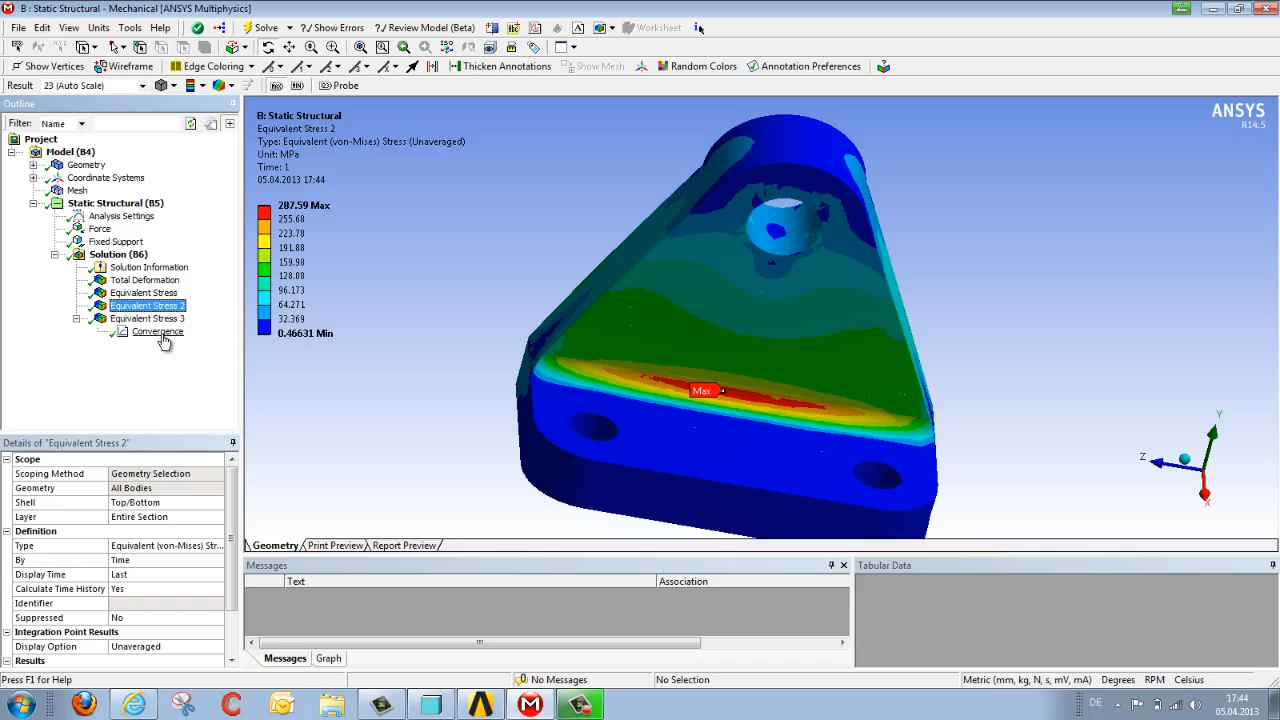 B : Static Structural - Mechanical [ANSYS Multiphysics]
File Edit View Units Tools Help Solve ?/ Show Errors ?/ Review Model (Beta) Worksheet
Show Vertices Wireframe Edge Coloring Thicken Annotations Show Mesh Random Colors Annotation Preferences
Result 23 (Auto Scale) MAX MIN Probe
Outline
Filter: Name
Project
Model (B4)
Geometry
Coordinate Systems
Mesh
Static Structural (B5)
Analysis Settings
Force
Fixed Support
Solution (B6)
Solution Information
Total Deformation
Equivalent Stress
Equivalent Stress 2
Equivalent Stress 3
Convergence
Details of "Equivalent Stress 2"
Scope
Scoping Method Geometry Selection
Geometry All Bodies
Shell Top/Bottom
Layer Entire Section
Definition
Type Equivalent (von-Mises) Str...
By Time
Display Time Last
Calculate Time History Yes
Identifier
Suppressed No
Integration Point Results
Display Option Unaveraged
Results
B: Static Structural
Equivalent Stress 2
Type: Equivalent (von-Mises) Stress (Unaveraged)
Unit: MPa
Time: 1
05.04.2013 17:44
287.59 Max
255.68
223.78
191.88
159.98
128.08
96.173
64.271
32.369
0.46631 Min
ANSYS
R14.5
Max
Y
Z
X
Geometry Print Preview Report Preview
Messages
Text Association
Messages Graph
Tabular Data
Press F1 for Help No Messages No Selection Metric (mm, kg, N, s, mV, mA) Degrees RPM Celsius
DE 17:44
05.04.2013